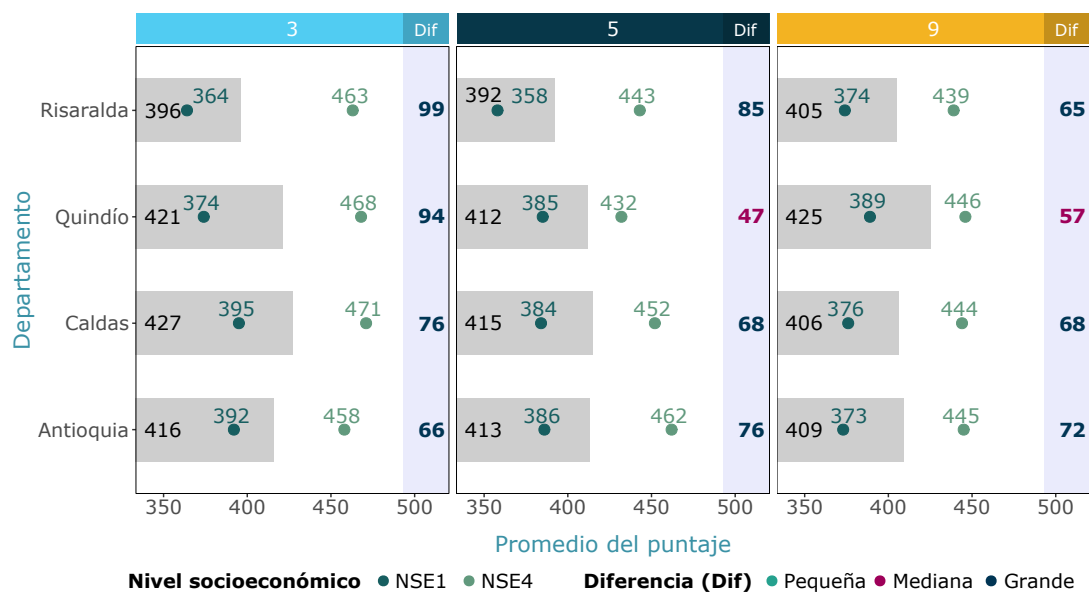 3 Dif 5 Dif 9 Dif
Departamento
Risaralda 396 364 463 99 392 358 443 85 405 374 439 65
Quindío 421 374 468 94 412 385 432 47 425 389 446 57
Caldas 427 395 471 76 415 384 452 68 406 376 444 68
Antioquia 416 392 458 66 413 386 462 76 409 373 445 72
350 400 450 500 350 400 450 500 350 400 450 500
Promedio del puntaje
Nivel socioeconómico NSE1 NSE4 Diferencia (Dif) Pequeña Mediana Grande